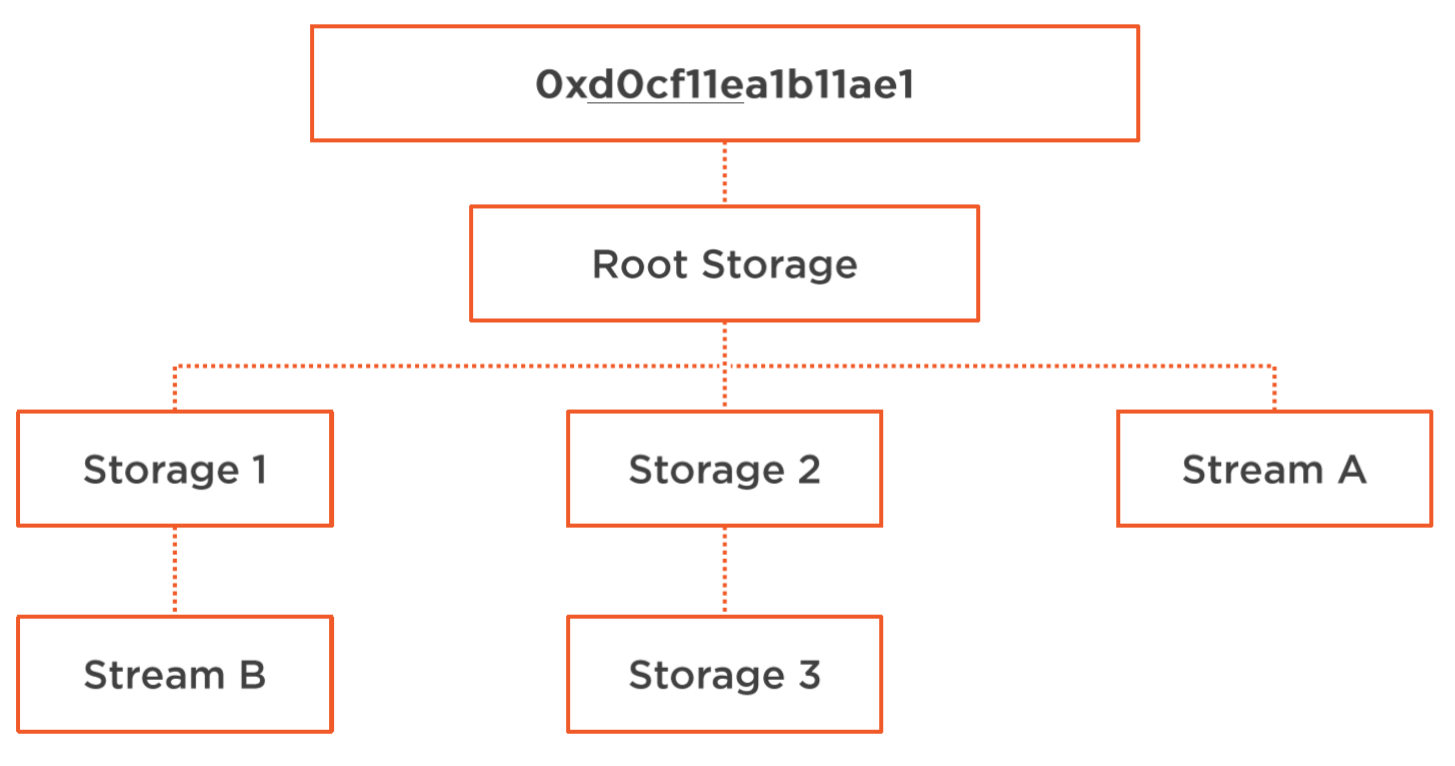 0xd0cf11ea1b11ae1
Root Storage
Storage 1
Storage 2
Stream A
Stream B
Storage 3